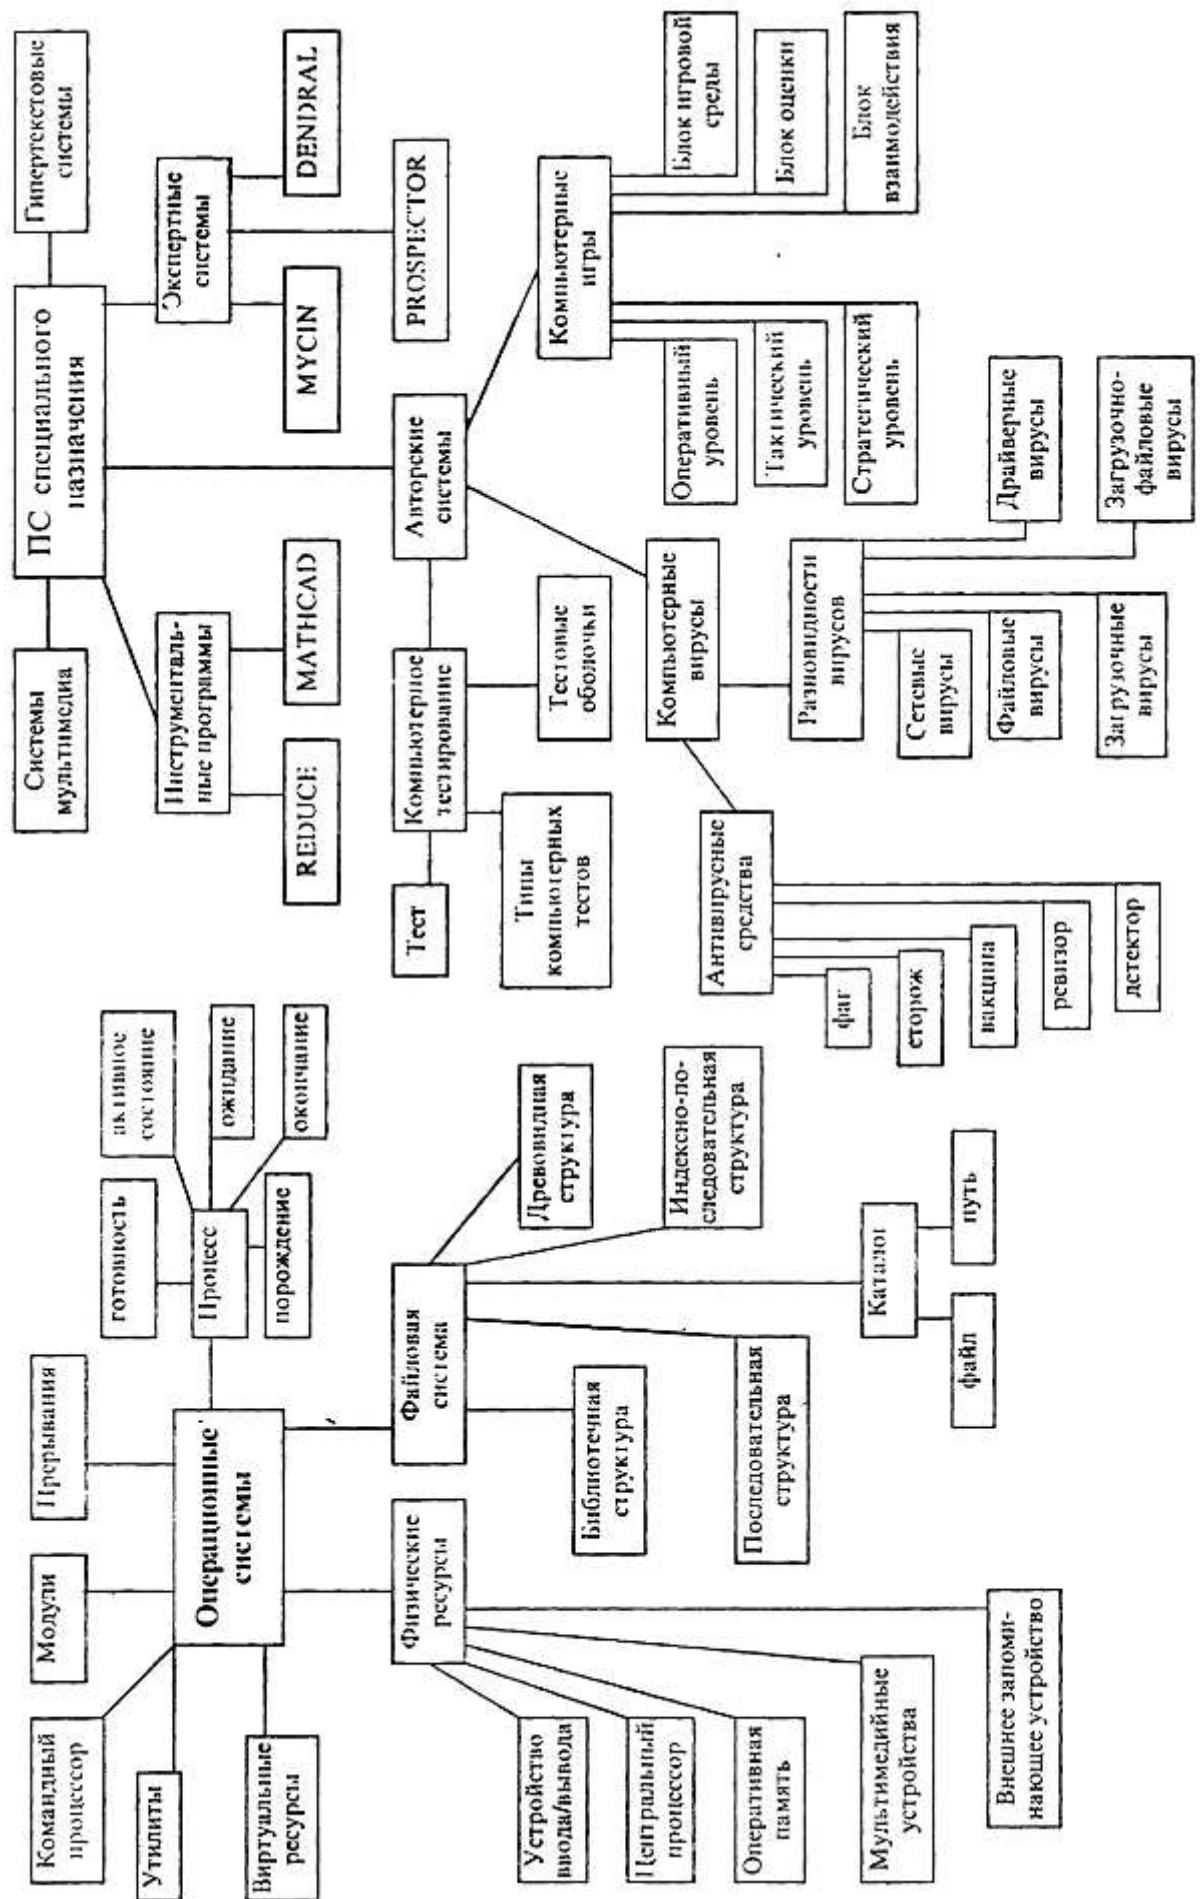 Командный
процессор
Модули
Прерывания
Утилиты
Виртуальные
ресурсы
Операционные
системы
готовность
активное
состояние
Процесс
ожидание
порождение
окончание
Физические
ресурсы
Файловая
система
Устройство
ввода/вывода
Центральный
процессор
Оперативная
память
Мультимедийные
устройства
Внешнее запоми-
нающее устройство
Библиотечная
структура
Последовательная
структура
Древовидная
структура
Индексно-по-
следовательная
структура
Каталог
файл
путь
Системы
мультимедиа
ПС специального
назначения
Гипертекстовые
системы
Инструменталь-
ные программы
Экспертные
системы
REDUCE
MATHCAD
MYCIN
DENDRAL
PROSPECTOR
Тест
Компьютерное
тестирование
Авторские
системы
Типы
компьютерных
тестов
Тестовые
оболочки
Компьютерные
игры
Компьютерные
вирусы
Оперативный
уровень
Тактический
уровень
Стратегический
уровень
Блок игровой
среды
Блок оценки
Блок
взаимодействия
Антивирусные
средства
фаг
сторож
вакцина
ревизор
детектор
Разновидности
вирусов
Сетевые
вирусы
Файловые
вирусы
Загрузочные
вирусы
Драйверные
вирусы
Загрузочно-
файловые
вирусы